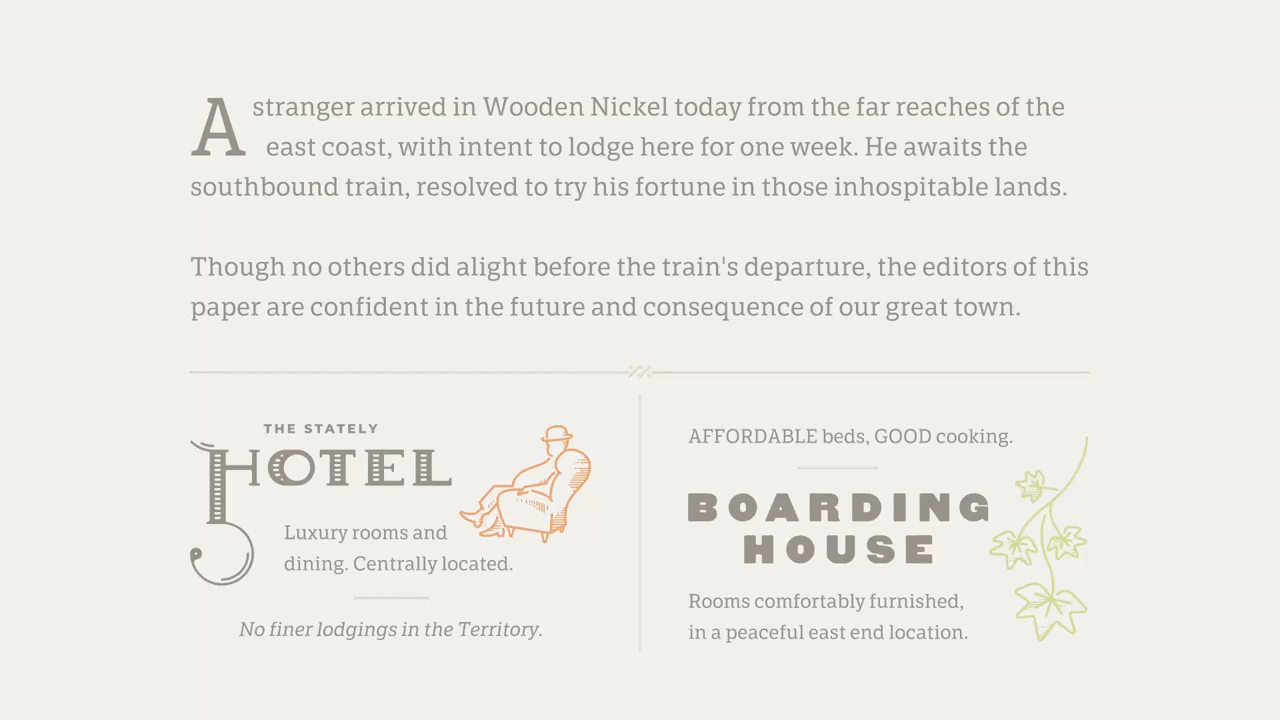 A stranger arrived in Wooden Nickel today from the far reaches of the
east coast, with intent to lodge here for one week. He awaits the
southbound train, resolved to try his fortune in those inhospitable lands.
Though no others did alight before the train's departure, the editors of this
paper are confident in the future and consequence of our great town.
THE STATELY
HOTEL
Luxury rooms and
dining. Centrally located.
No finer lodgings in the Territory.
AFFORDABLE beds, GOOD cooking.
BOARDING
HOUSE
Rooms comfortably furnished,
in a peaceful east end location.